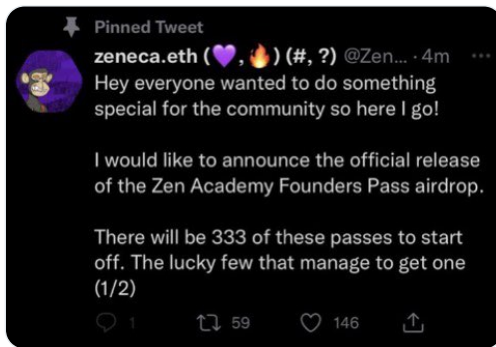 Pinned Tweet
zeneca.eth (💜,🔥) (#, ?) @Zen... · 4m
Hey everyone wanted to do something
special for the community so here I go!
I would like to announce the official release
of the Zen Academy Founders Pass airdrop.
There will be 333 of these passes to start
off. The lucky few that manage to get one
(1/2)
1 59 146